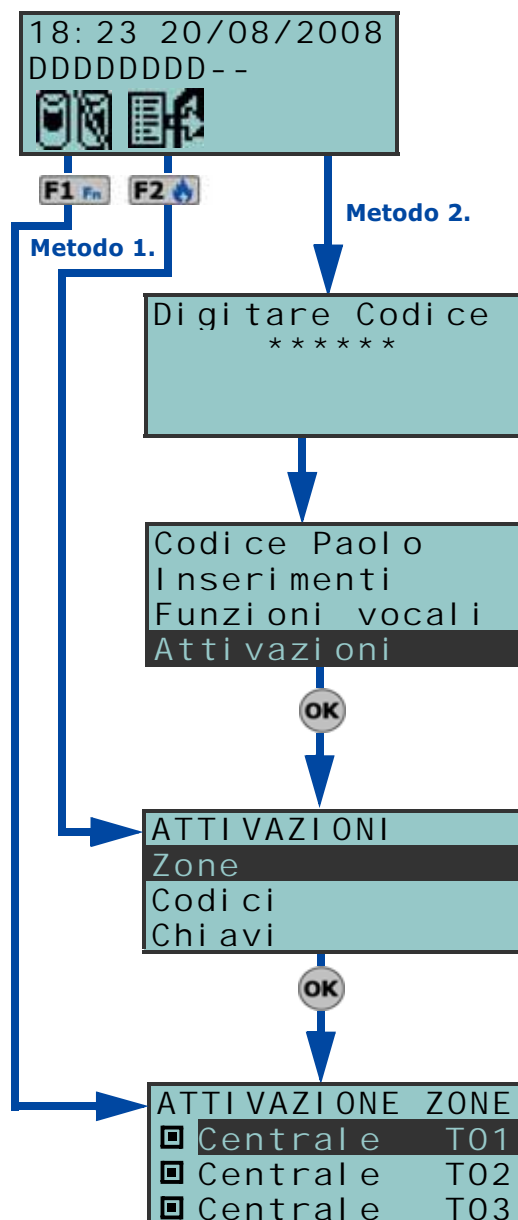 18:23 20/08/2008
DDDDDDDD--
F1 Fn F2
Metodo 1.
Metodo 2.
Digitare Codice
******
Codice Paolo
Inserimenti
Funzioni vocali
Attivazioni
OK
ATTIVAZIONI
Zone
Codici
Chiavi
OK
ATTIVAZIONE ZONE
Centrale T01
Centrale T02
Centrale T03